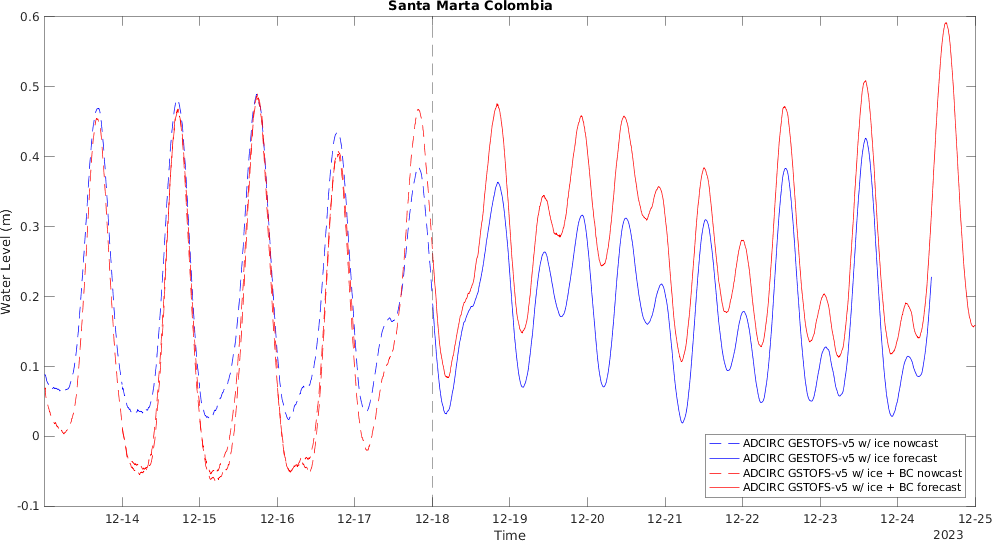 Santa Marta Colombia
0.6
0.5
0.4
0.3
0.2
0.1
0
-0.1
Water Level (m)
12-14 12-15 12-16 12-17 12-18 12-19 12-20 12-21 12-22 12-23 12-24 12-25
Time
2023
ADCIRC GESTOFS-v5 w/ ice nowcast
ADCIRC GESTOFS-v5 w/ ice forecast
ADCIRC GSTOFS-v5 w/ ice + BC nowcast
ADCIRC GSTOFS-v5 w/ ice + BC forecast